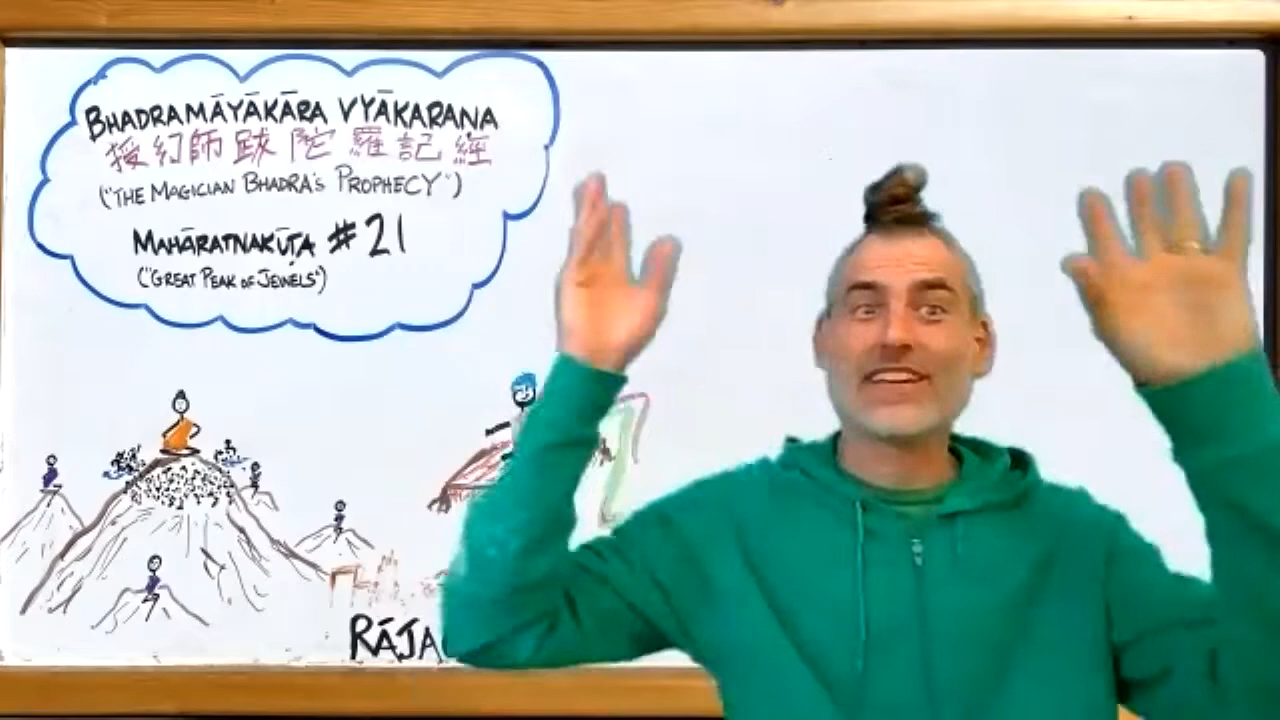 BHADRAMĀYĀKĀRA VYĀKARANA
授幻師跋陀羅記經
("THE MAGICIAN BHADRA'S PROPHECY")
MAHĀRATNAKŪṬA #21
("GREAT PEAK OF JEWELS")
RĀJA